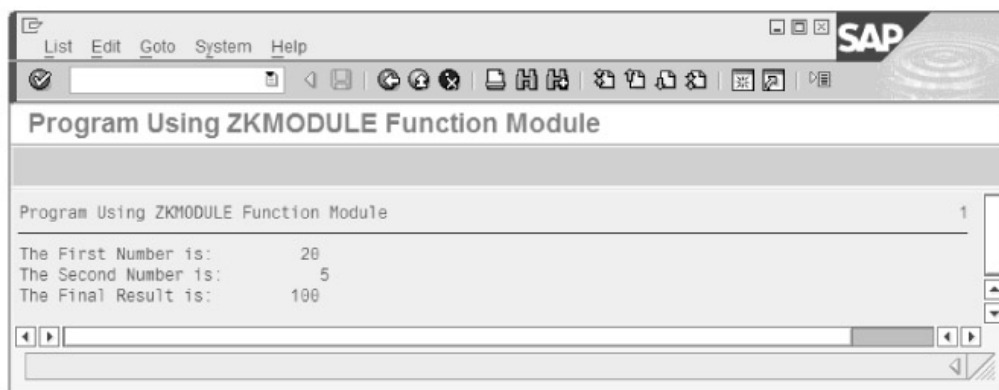 List Edit Goto System Help
SAP
Program Using ZKMODULE Function Module
Program Using ZKMODULE Function Module 1
The First Number is: 20
The Second Number is: 5
The Final Result is: 100